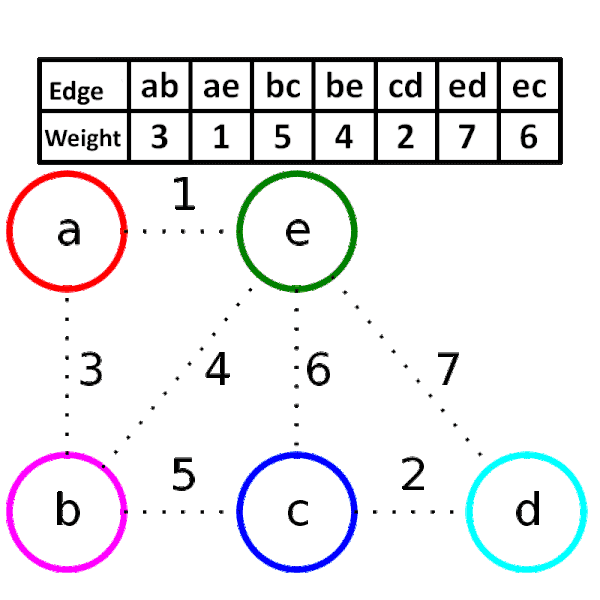 Edge ab ae bc be cd ed ec
Weight 3 1 5 4 2 7 6
1
a e
3 4 6 7
5 2
b c d